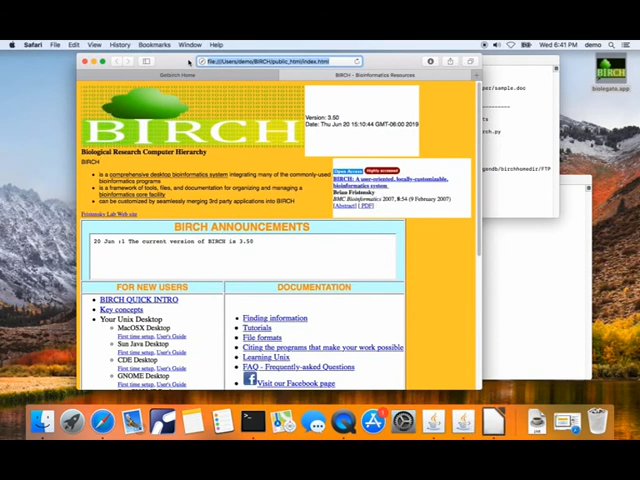 Safari File Edit View History Bookmarks Window Help
Wed 6:41 PM demo
file:///Users/demo/BIRCH/public_html/index.html
Getbirch Home
BIRCH - Bioinformatics Resources
per/sample.doc
biolegato.app
BIRCH
Version: 3.50
Date: Thu Jun 20 15:10:44 GMT-06:00 2019
Biological Research Computer Hierarchy
BIRCH
is a comprehensive desktop bioinformatics system integrating many of the commonly-used
bioinformatics programs
is a framework of tools, files, and documentation for organizing and managing a
bioinformatics core facility
can be customized by seamlessly merging 3rd party applications into BIRCH
Fristensky Lab Web site
Open Access Highly accessed
BIRCH: A user-oriented, locally-customizable,
bioinformatics system
Brian Fristensky
BMC Bioinformatics 2007, 8:54 (9 February 2007)
[Abstract] [PDF]
BIRCH ANNOUNCEMENTS
20 Jun :1 The current version of BIRCH is 3.50
FOR NEW USERS
BIRCH QUICK INTRO
Key concepts
Your Unix Desktop
MacOSX Desktop
First time setup, User's Guide
Sun Java Desktop
First time setup, User's Guide
CDE Desktop
First time setup, User's Guide
GNOME Desktop
First time setup, User's Guide
DOCUMENTATION
Finding information
Tutorials
File formats
Citing the programs that make your work possible
Learning Unix
FAQ - Frequently-asked Questions
Visit our Facebook page
ch.py
gendb/birchhomedir/FTP